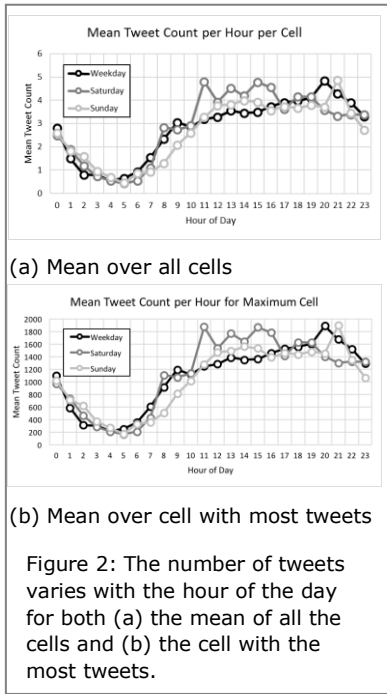 Mean Tweet Count per Hour per Cell
6
5
4
3
2
1
0
Mean Tweet Count
Weekday
Saturday
Sunday
0 1 2 3 4 5 6 7 8 9 10 11 12 13 14 15 16 17 18 19 20 21 22 23
Hour of Day
(a) Mean over all cells
Mean Tweet Count per Hour for Maximum Cell
2000
1800
1600
1400
1200
1000
800
600
400
200
0
Mean Tweet Count
Weekday
Saturday
Sunday
0 1 2 3 4 5 6 7 8 9 10 11 12 13 14 15 16 17 18 19 20 21 22 23
Hour of Day
(b) Mean over cell with most tweets
Figure 2: The number of tweets
varies with the hour of the day
for both (a) the mean of all the
cells and (b) the cell with the
most tweets.